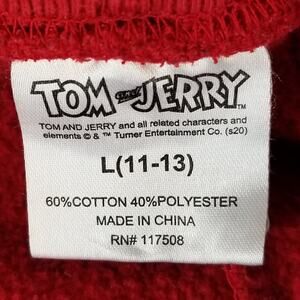 TOM and JERRY
TOM AND JERRY and all related characters and
elements © & ™ Turner Entertainment Co. (s20)
L(11-13)
60%COTTON 40%POLYESTER
MADE IN CHINA
RN# 117508